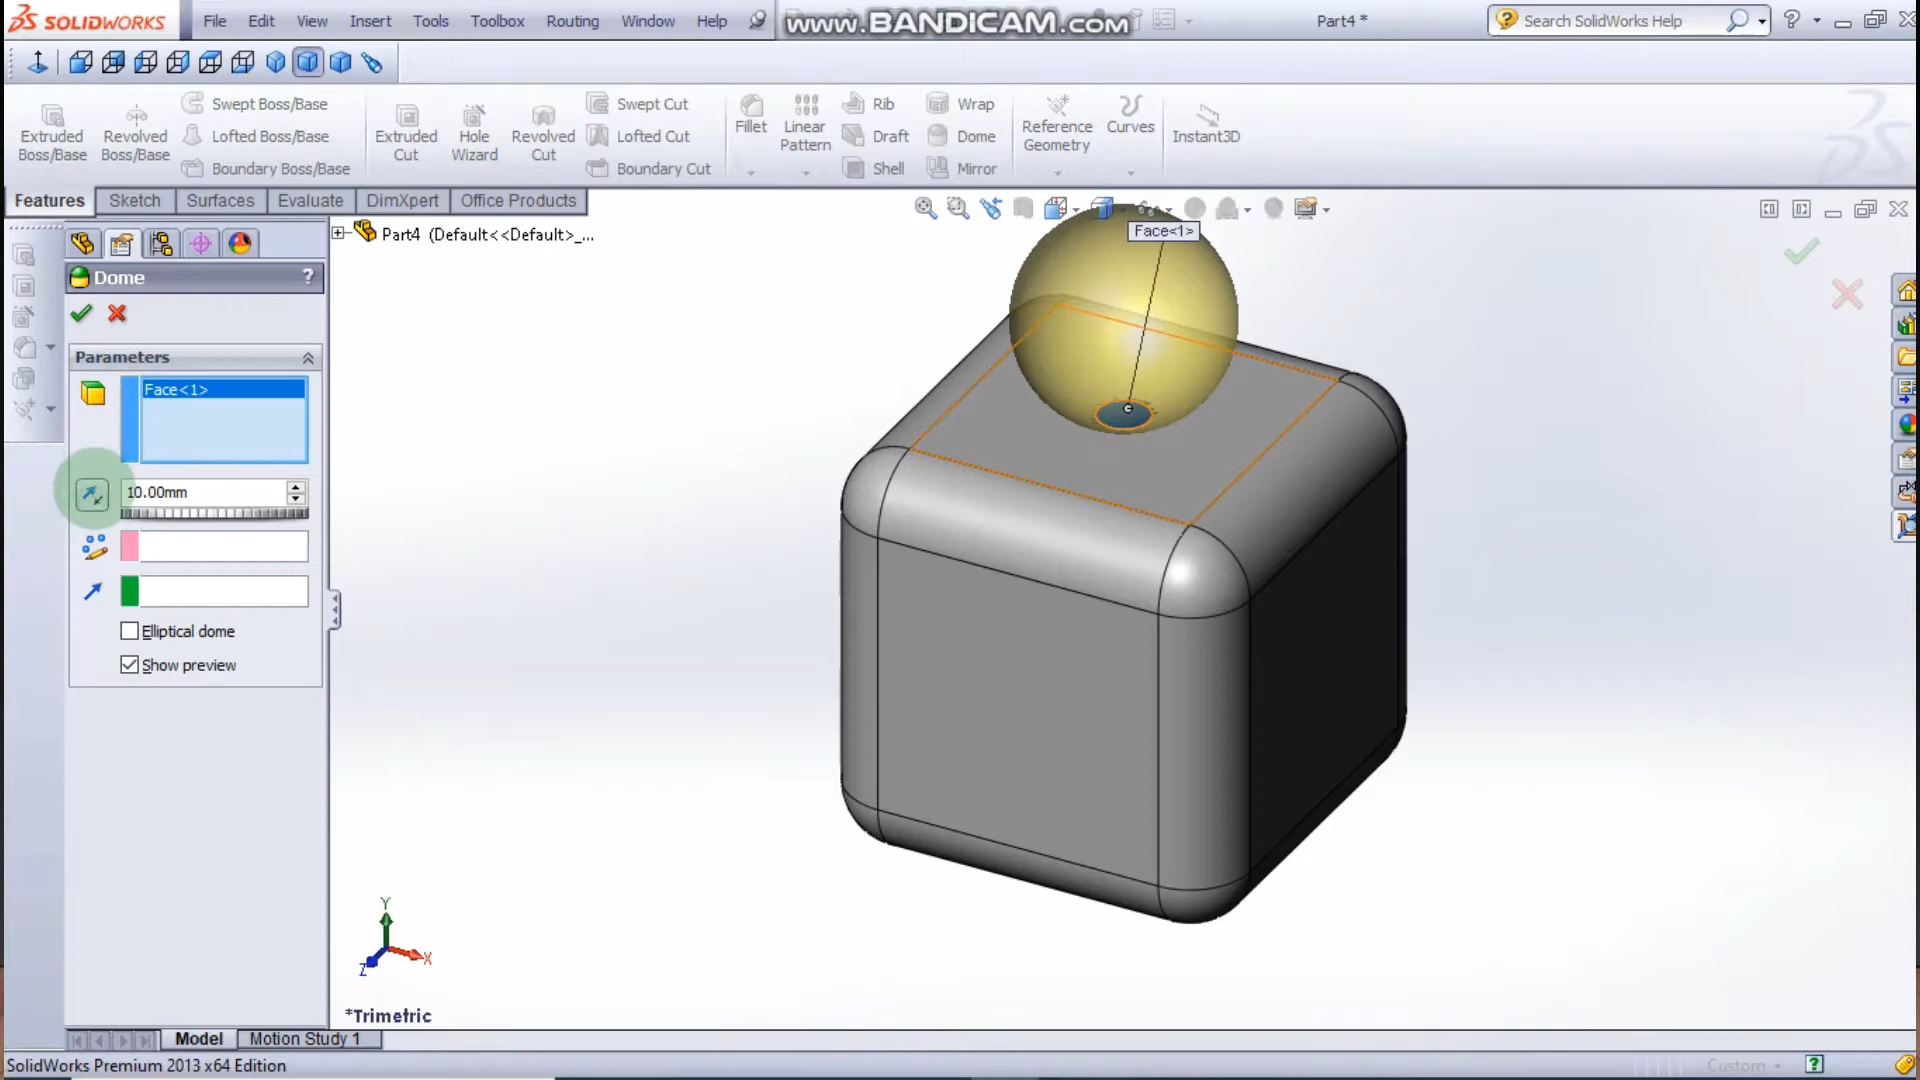 SOLIDWORKS File Edit View Insert Tools Toolbox Routing Window Help www.BANDICAM.com Part4 * Search SolidWorks Help
Extruded Boss/Base
Revolved Boss/Base
Swept Boss/Base
Lofted Boss/Base
Boundary Boss/Base
Extruded Cut
Hole Wizard
Revolved Cut
Swept Cut
Lofted Cut
Boundary Cut
Fillet
Linear Pattern
Rib
Draft
Shell
Wrap
Dome
Mirror
Reference Geometry
Curves
Instant3D
Features Sketch Surfaces Evaluate DimXpert Office Products
Part4 (Default<<Default>_...
Face<1>
Dome ?
Parameters
Face<1>
10.00mm
Elliptical dome
Show preview
Y
X
Z
*Trimetric
Model Motion Study 1
SolidWorks Premium 2013 x64 Edition Custom